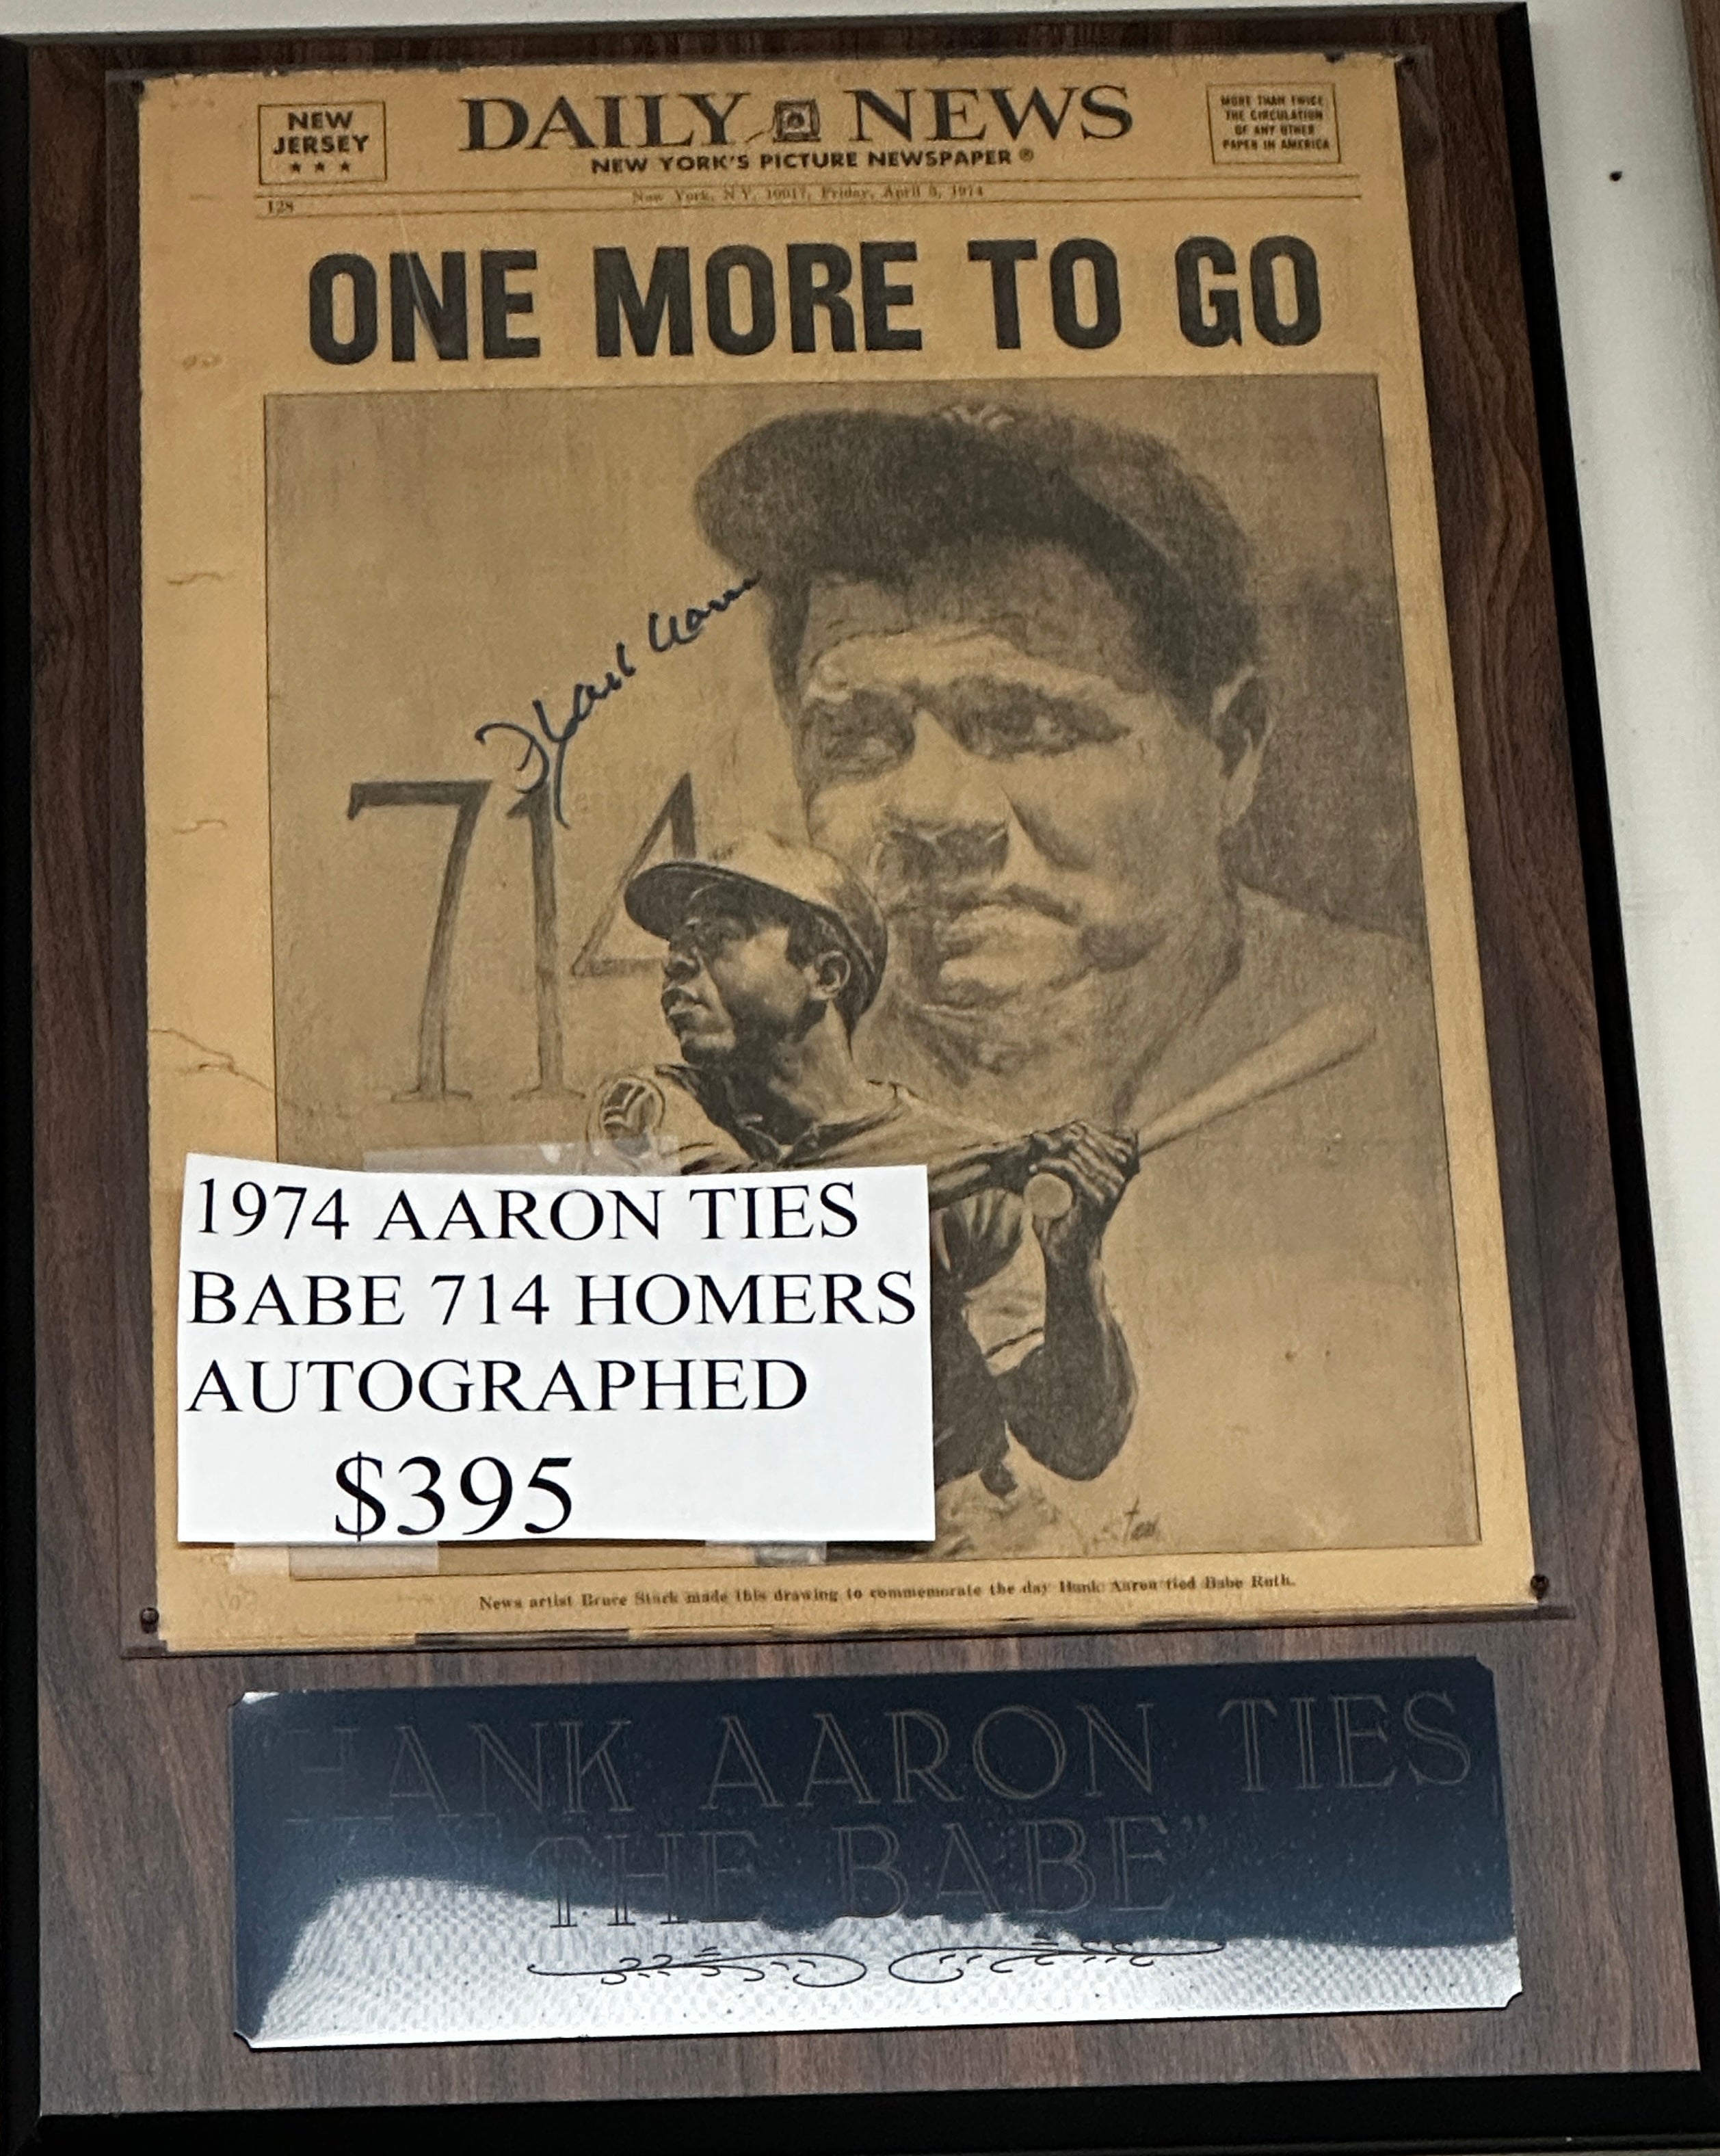 NEW
JERSEY
★ ★ ★
DAILY NEWS
NEW YORK'S PICTURE NEWSPAPER ®
MORE THAN TWICE
THE CIRCULATION
OF ANY OTHER
PAPER IN AMERICA
128
New York, N.Y. 10017, Friday, April 5, 1974
ONE MORE TO GO
Hank Aaron
714
1974 AARON TIES
BABE 714 HOMERS
AUTOGRAPHED
$395
News artist Bruce Stark made this drawing to commemorate the day Hank Aaron tied Babe Ruth.
HANK AARON TIES
THE BABE”